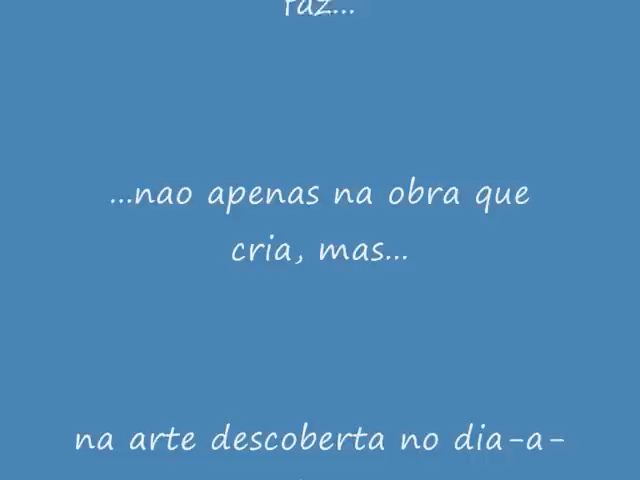 faz...
...nao apenas na obra que
cria, mas...
na arte descoberta no dia-a-